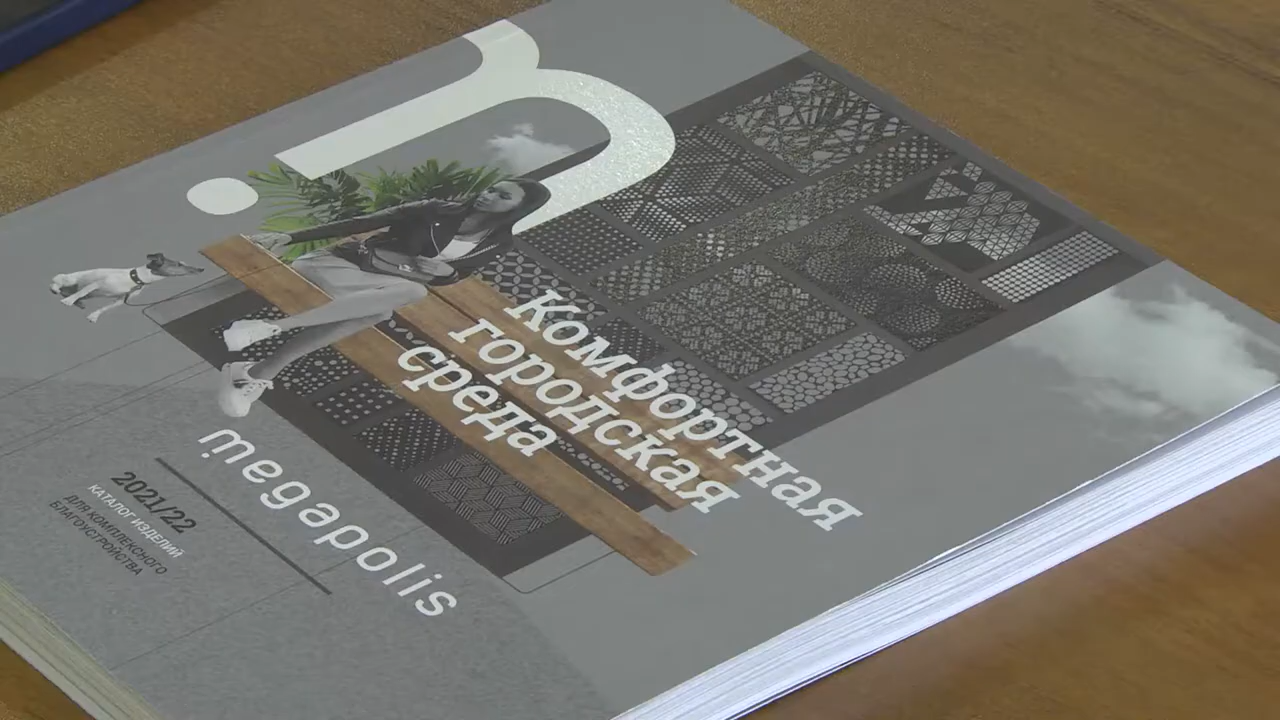 Комфортная
городская
среда
megapolis
2021/22
КАТАЛОГ ИЗДЕЛИЙ
ДЛЯ КОМПЛЕКСНОГО
БЛАГОУСТРОЙСТВА